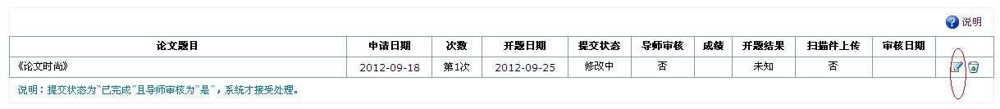 说明
论文题目 申请日期 次数 开题日期 提交状态 导师审核 成绩 开题结果 扫描件上传 审核日期
《论文时尚》 2012-09-18 第1次 2012-09-25 修改中 否 未知 否
说明：提交状态为“已完成”且导师审核为“是”，系统才接受处理。